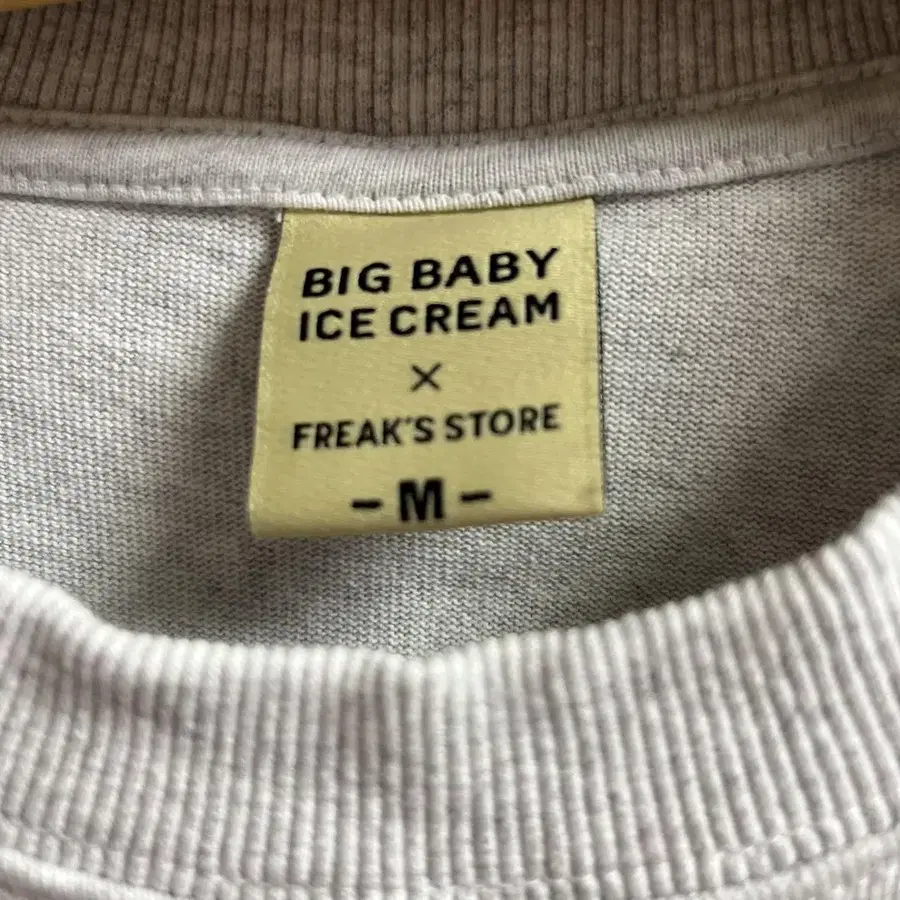 BIG BABY
ICE CREAM
×
FREAK'S STORE
- M -